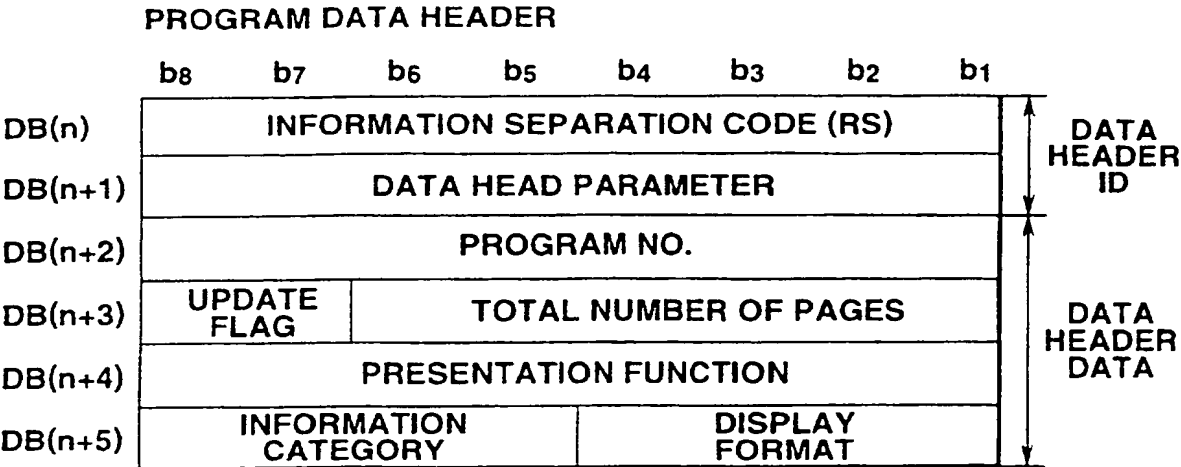 PROGRAM DATA HEADER
b8 b7 b6 b5 b4 b3 b2 b1
DB(n) INFORMATION SEPARATION CODE (RS)
DB(n+1) DATA HEAD PARAMETER
DATA
HEADER
ID
DB(n+2) PROGRAM NO.
DB(n+3) UPDATE
FLAG
TOTAL NUMBER OF PAGES
DB(n+4) PRESENTATION FUNCTION
DB(n+5) INFORMATION
CATEGORY
DISPLAY
FORMAT
DATA
HEADER
DATA